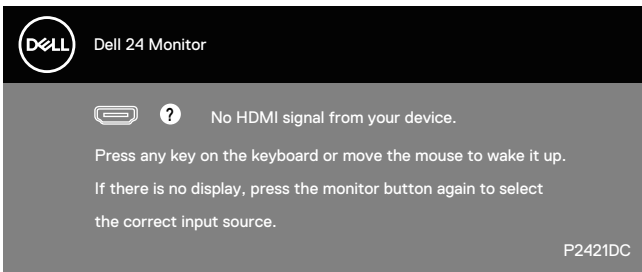 DELL
Dell 24 Monitor
? No HDMI signal from your device.
Press any key on the keyboard or move the mouse to wake it up.
If there is no display, press the monitor button again to select
the correct input source.
P2421DC